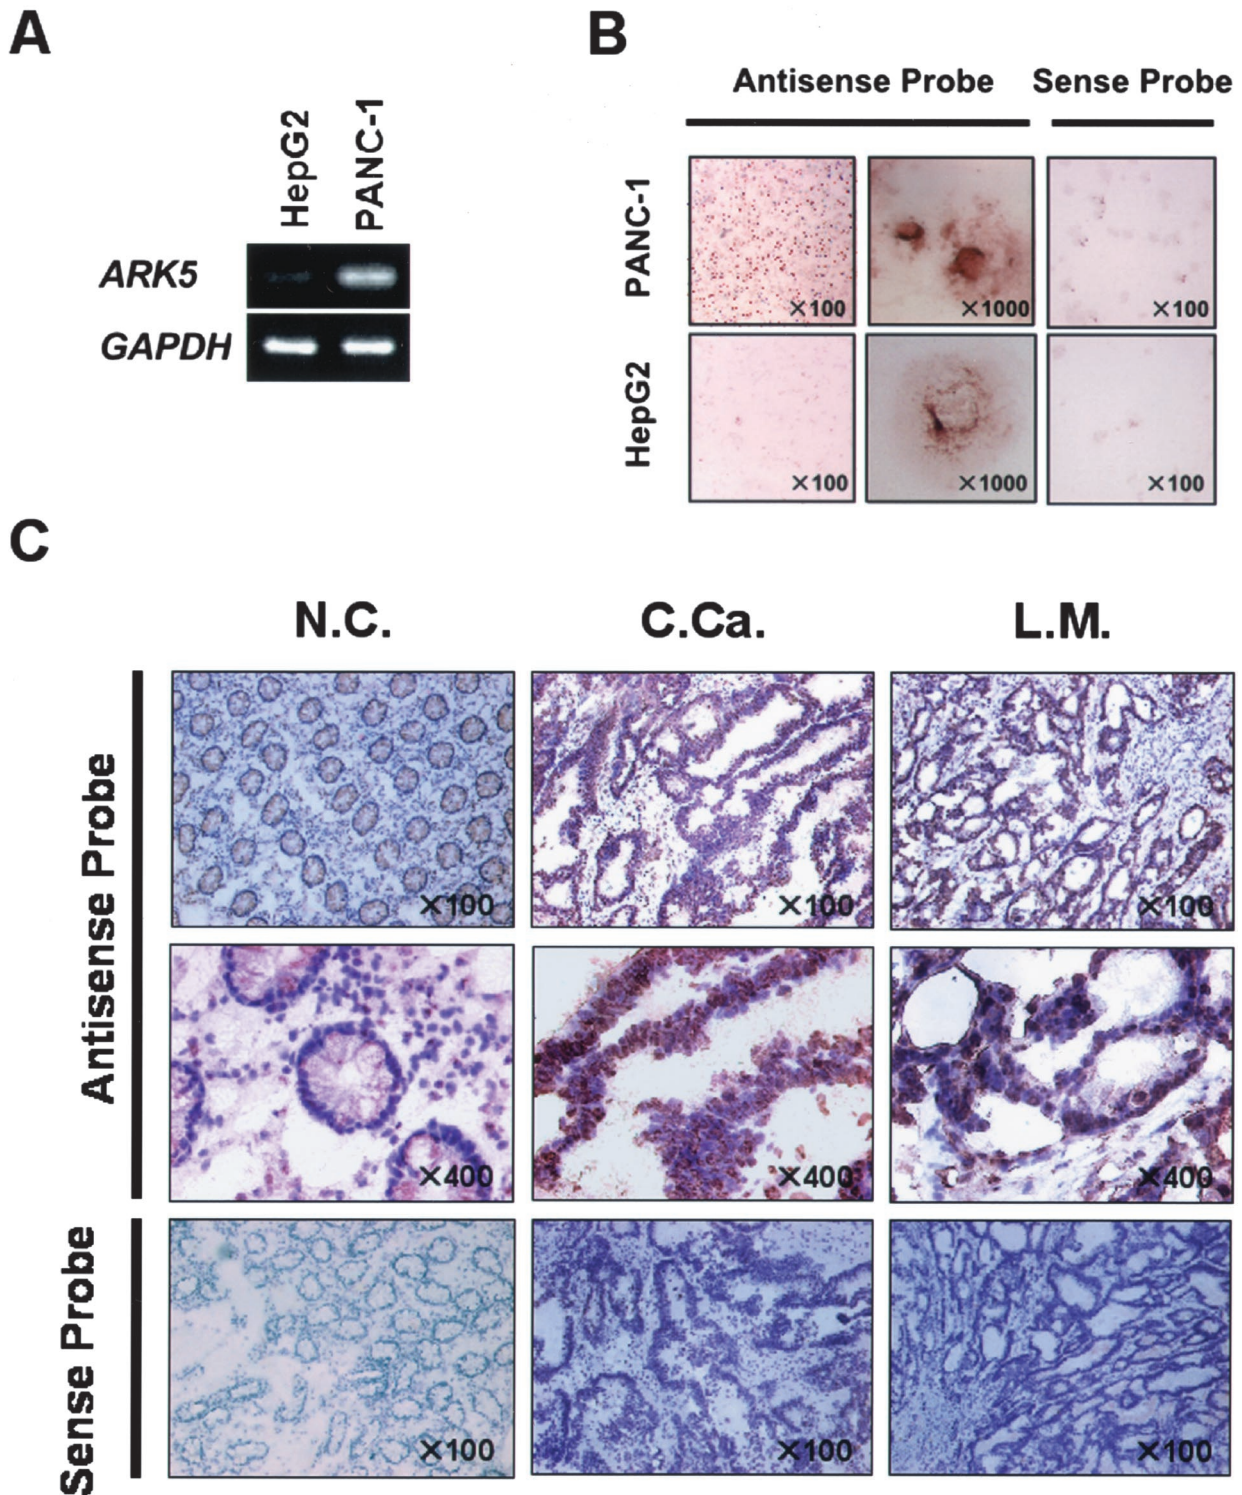 A
HepG2
PANC-1
ARK5
GAPDH
B
Antisense Probe
Sense Probe
PANC-1
×100
×1000
×100
HepG2
×100
×1000
×100
C
N.C.
C.Ca.
L.M.
Antisense Probe
×100
×100
×100
×400
×400
×400
Sense Probe
×100
×100
×100